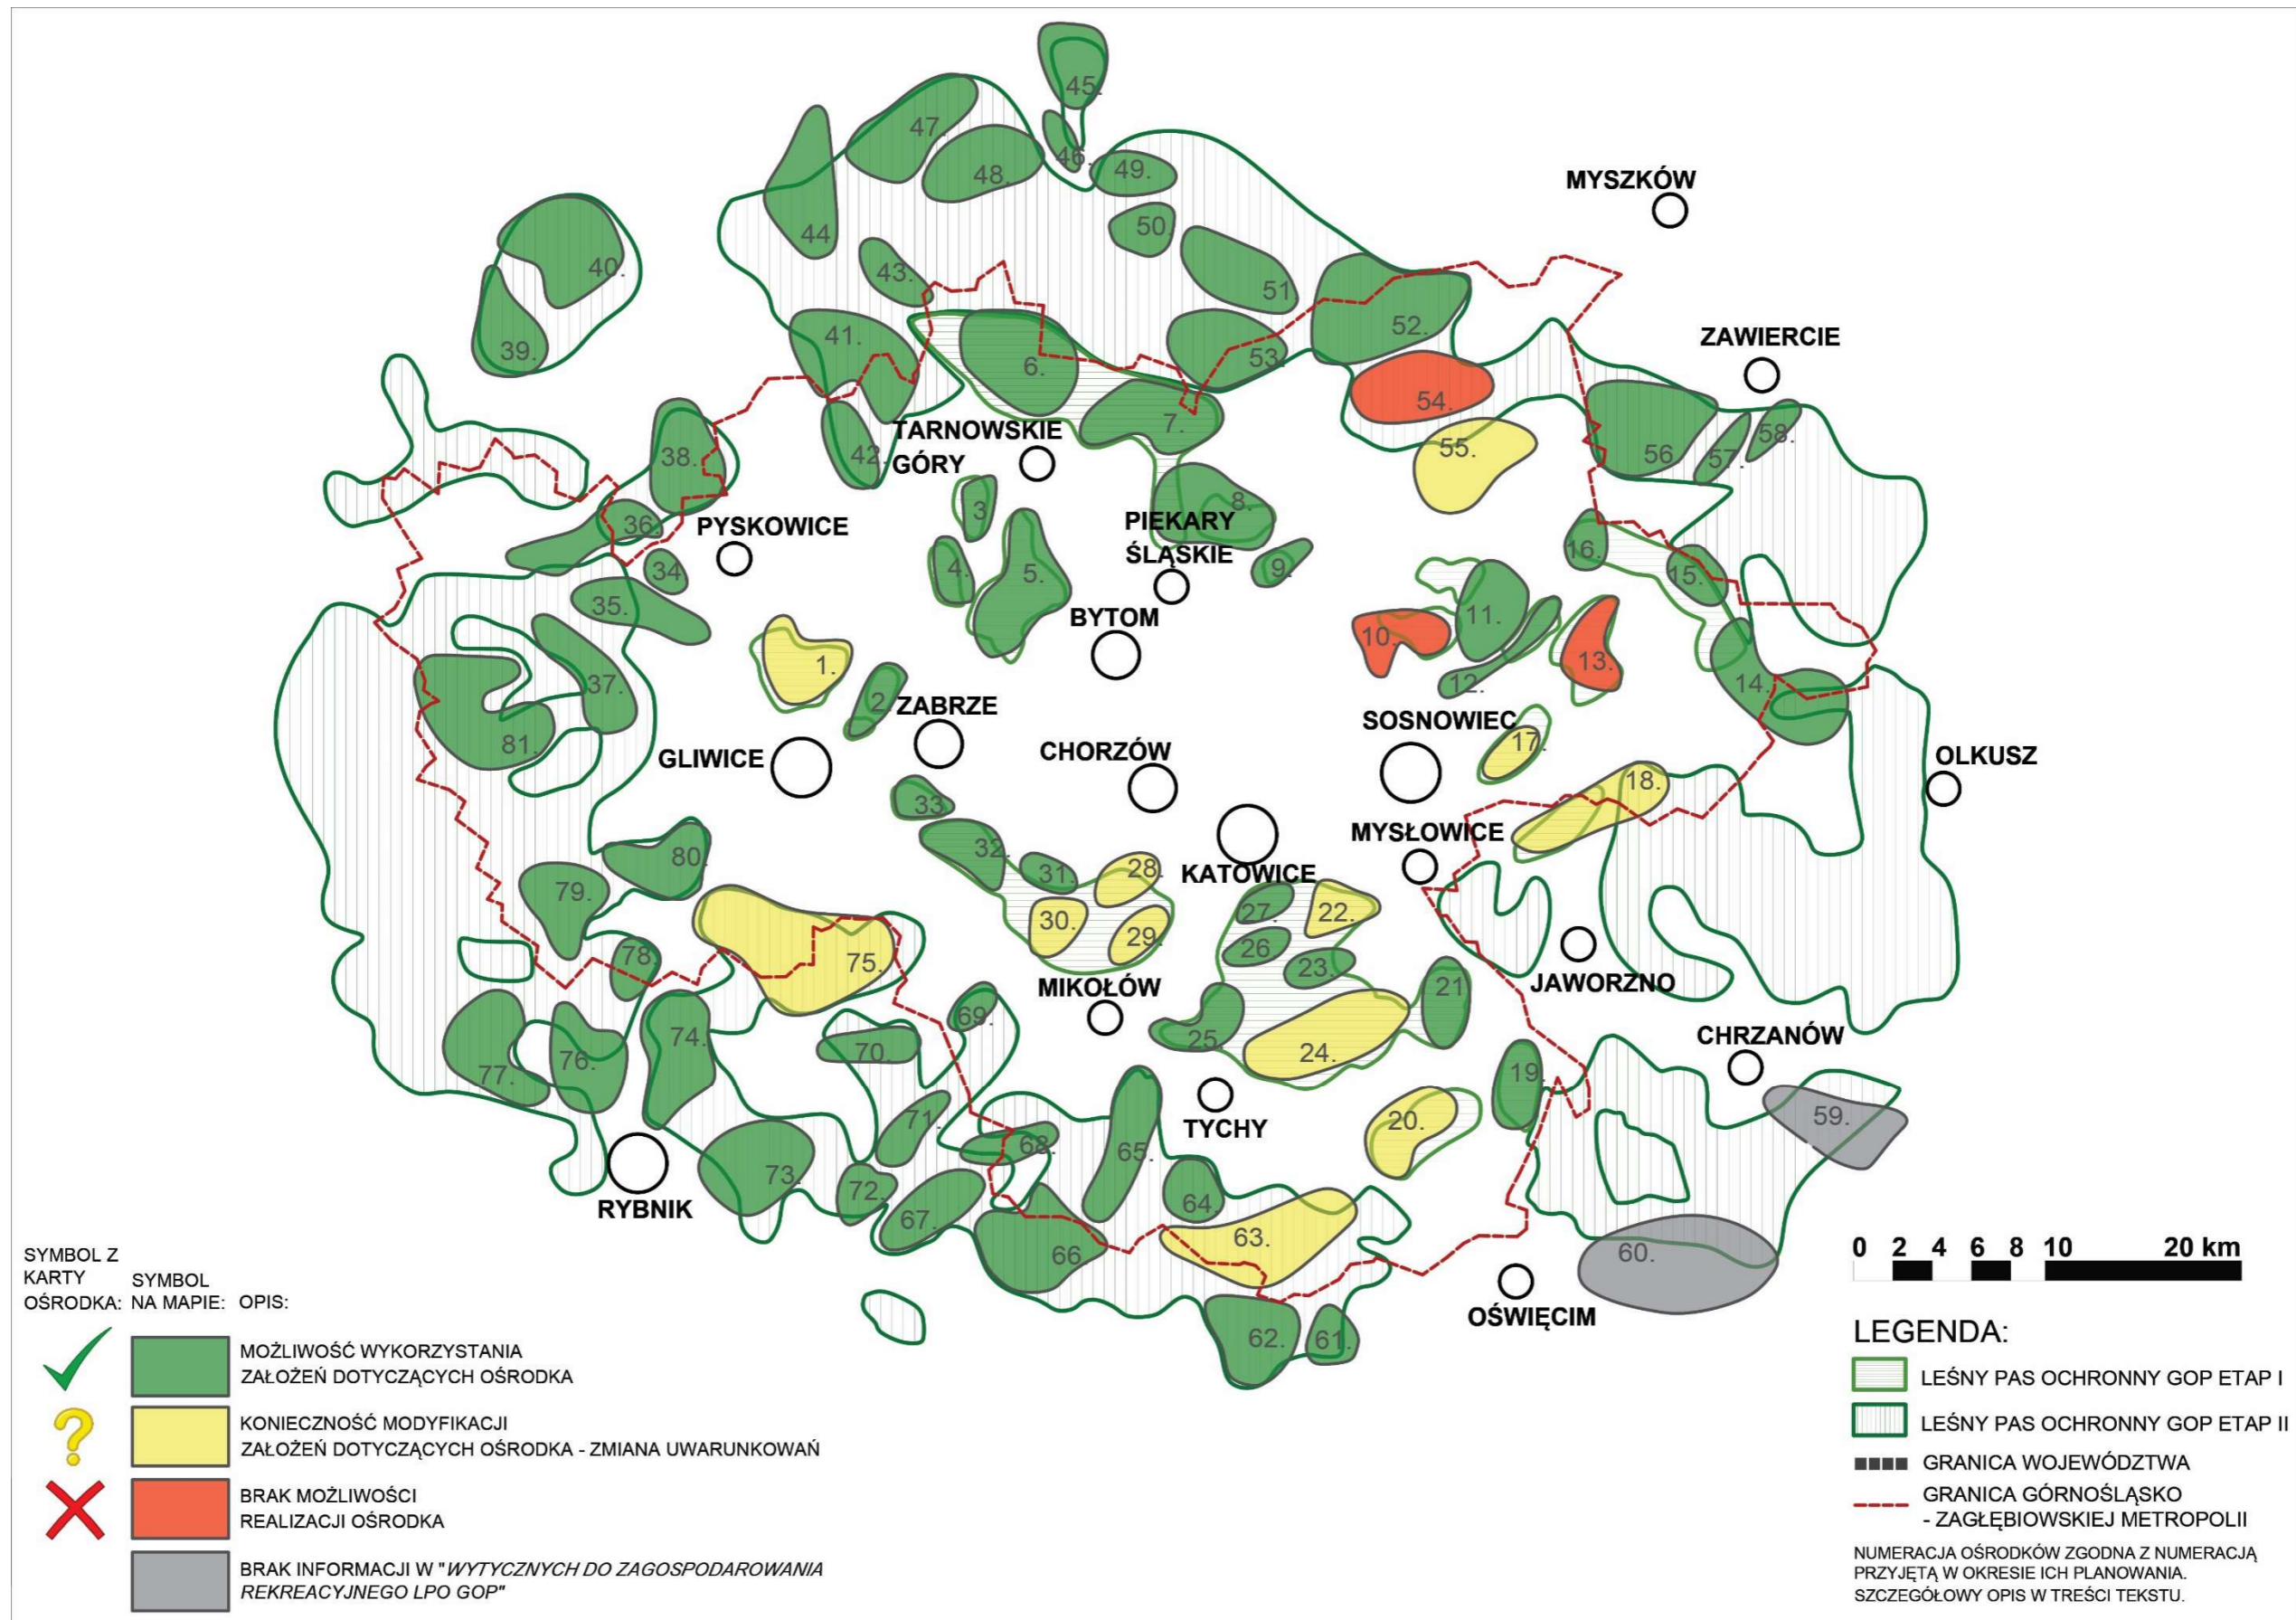 45.
47.
46.
48.
49.
MYSZKÓW
50.
44
43.
40.
51.
52.
ZAWIERCIE
41.
39.
6.
53.
54.
7.
TARNOWSKIE
GÓRY
42.
38.
55.
56
57.
58.
3
8.
PIEKARY
ŚLĄSKIE
PYSKOWICE
36.
16.
34
4.
5.
9.
15.
35.
BYTOM
11.
10.
13.
1.
37.
12.
14.
2.
ZABRZE
SOSNOWIEC
81.
17.
GLIWICE
CHORZÓW
OLKUSZ
18.
33.
MYSŁOWICE
32.
80.
31.
28.
KATOWICE
79.
30.
29.
27.
22.
26.
78.
75.
23.
MIKOŁÓW
JAWORZNO
21
69.
74.
25.
CHRZANÓW
70.
24.
76.
77.
19.
71.
20.
59.
TYCHY
68.
65.
73.
72.
64.
RYBNIK
67.
66.
63.
60.
OŚWIĘCIM
62.
61.
0 2 4 6 8 10 20 km
SYMBOL Z
KARTY
OŚRODKA:
SYMBOL
NA MAPIE:
OPIS:
MOŻLIWOŚĆ WYKORZYSTANIA
ZAŁOŻEŃ DOTYCZĄCYCH OŚRODKA
?
KONIECZNOŚĆ MODYFIKACJI
ZAŁOŻEŃ DOTYCZĄCYCH OŚRODKA - ZMIANA UWARUNKOWAŃ
BRAK MOŻLIWOŚCI
REALIZACJI OŚRODKA
BRAK INFORMACJI W "WYTYCZNYCH DO ZAGOSPODAROWANIA
REKREACYJNEGO LPO GOP"
LEGENDA:
LEŚNY PAS OCHRONNY GOP ETAP I
LEŚNY PAS OCHRONNY GOP ETAP II
GRANICA WOJEWÓDZTWA
GRANICA GÓRNOŚLĄSKO
- ZAGŁĘBIOWSKIEJ METROPOLII
NUMERACJA OŚRODKÓW ZGODNA Z NUMERACJĄ
PRZYJĘTĄ W OKRESIE ICH PLANOWANIA.
SZCZEGÓŁOWY OPIS W TREŚCI TEKSTU.